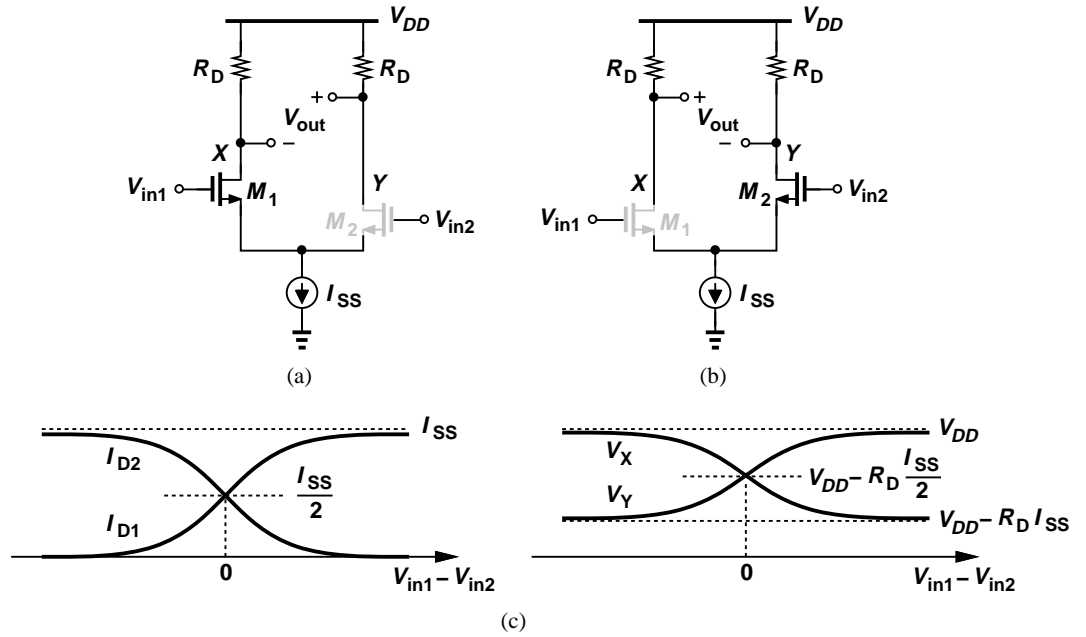 V_DD
R_D
R_D
+
V_out
−
X
Y
V_in1
M_1
M_2
V_in2
I_SS
(a)
V_DD
R_D
R_D
+
V_out
−
X
Y
V_in1
M_1
M_2
V_in2
I_SS
(b)
I_SS
I_D2
I_SS/2
I_D1
0
V_in1 − V_in2
V_DD
V_X
V_DD − R_D I_SS/2
V_Y
V_DD − R_D I_SS
0
V_in1 − V_in2
(c)